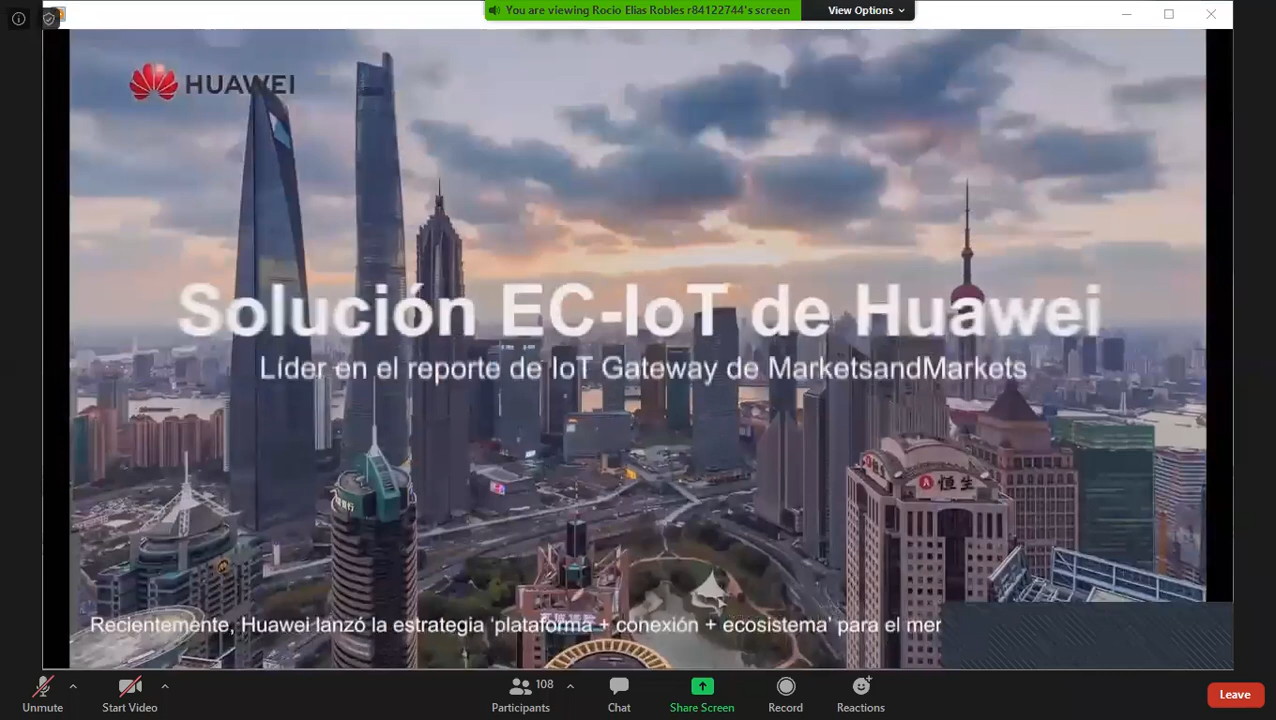 You are viewing Rocio Elias Robles r84122744's screen
View Options
HUAWEI
Solución EC-IoT de Huawei
Líder en el reporte de IoT Gateway de MarketsandMarkets
恒生
Recientemente, Huawei lanzó la estrategia ‘plataforma + conexión + ecosistema’ para el mer
Unmute
Start Video
108
Participants
Chat
Share Screen
Record
Reactions
Leave